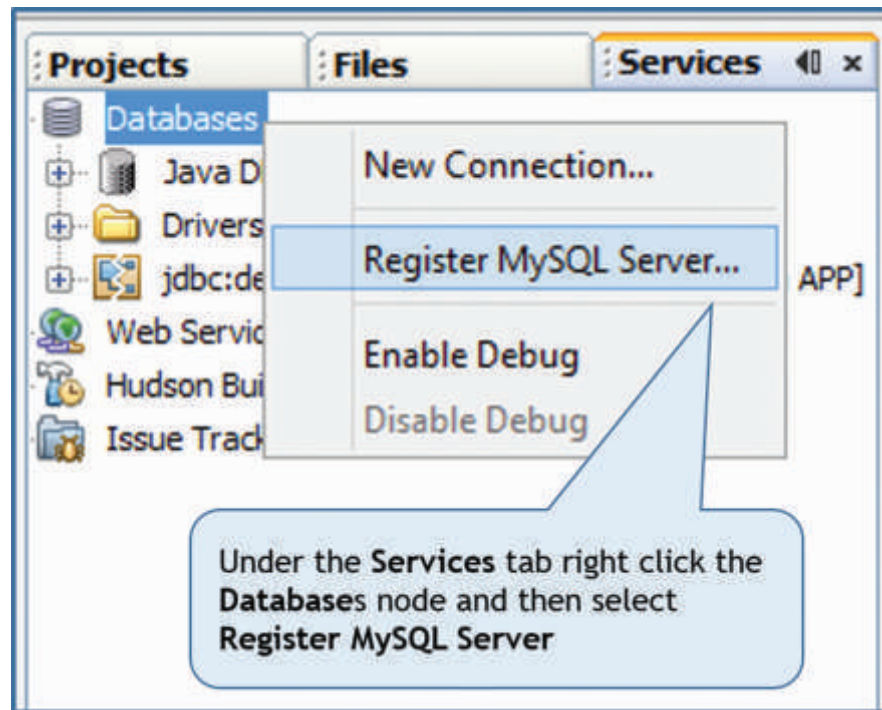 Projects
Files
Services
Databases
New Connection...
Java D
Drivers
Register MySQL Server...
jdbc:de
APP]
Web Servic
Enable Debug
Hudson Bui
Disable Debug
Issue Track
Under the Services tab right click the
Databases node and then select
Register MySQL Server